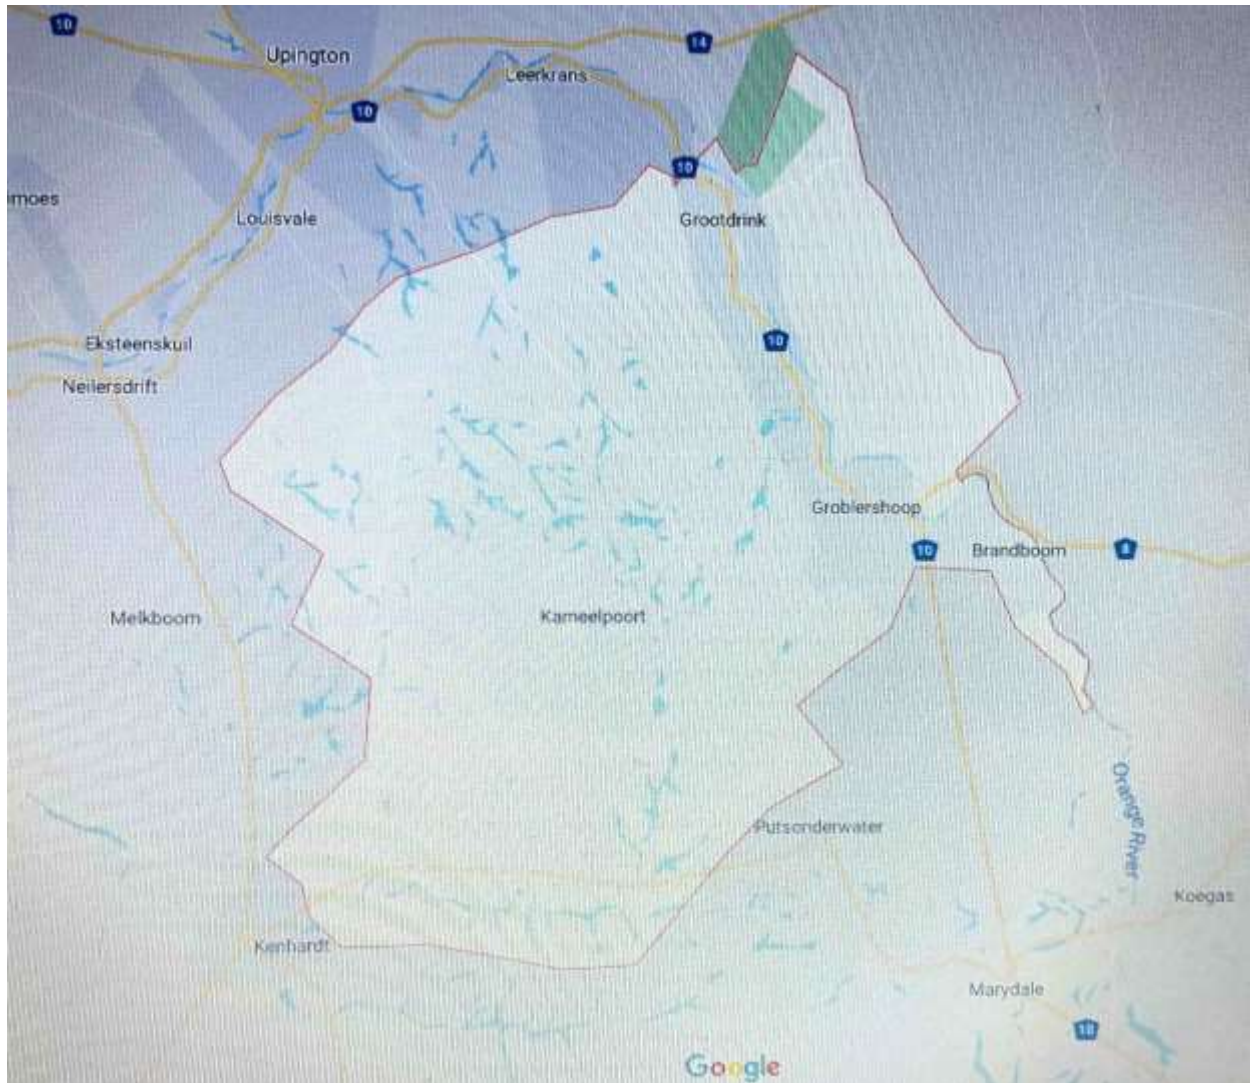 10
14
Upington
Leerkrans
10
10
moes
Louisvale
Grootdrink
10
Eksteenskuil
Neilersdrift
Groblershoop
10
Brandboom
8
Melkboom
Kameelpoort
Orange River
Putsonderwater
Koegas
Kenhardt
Marydale
10
Google